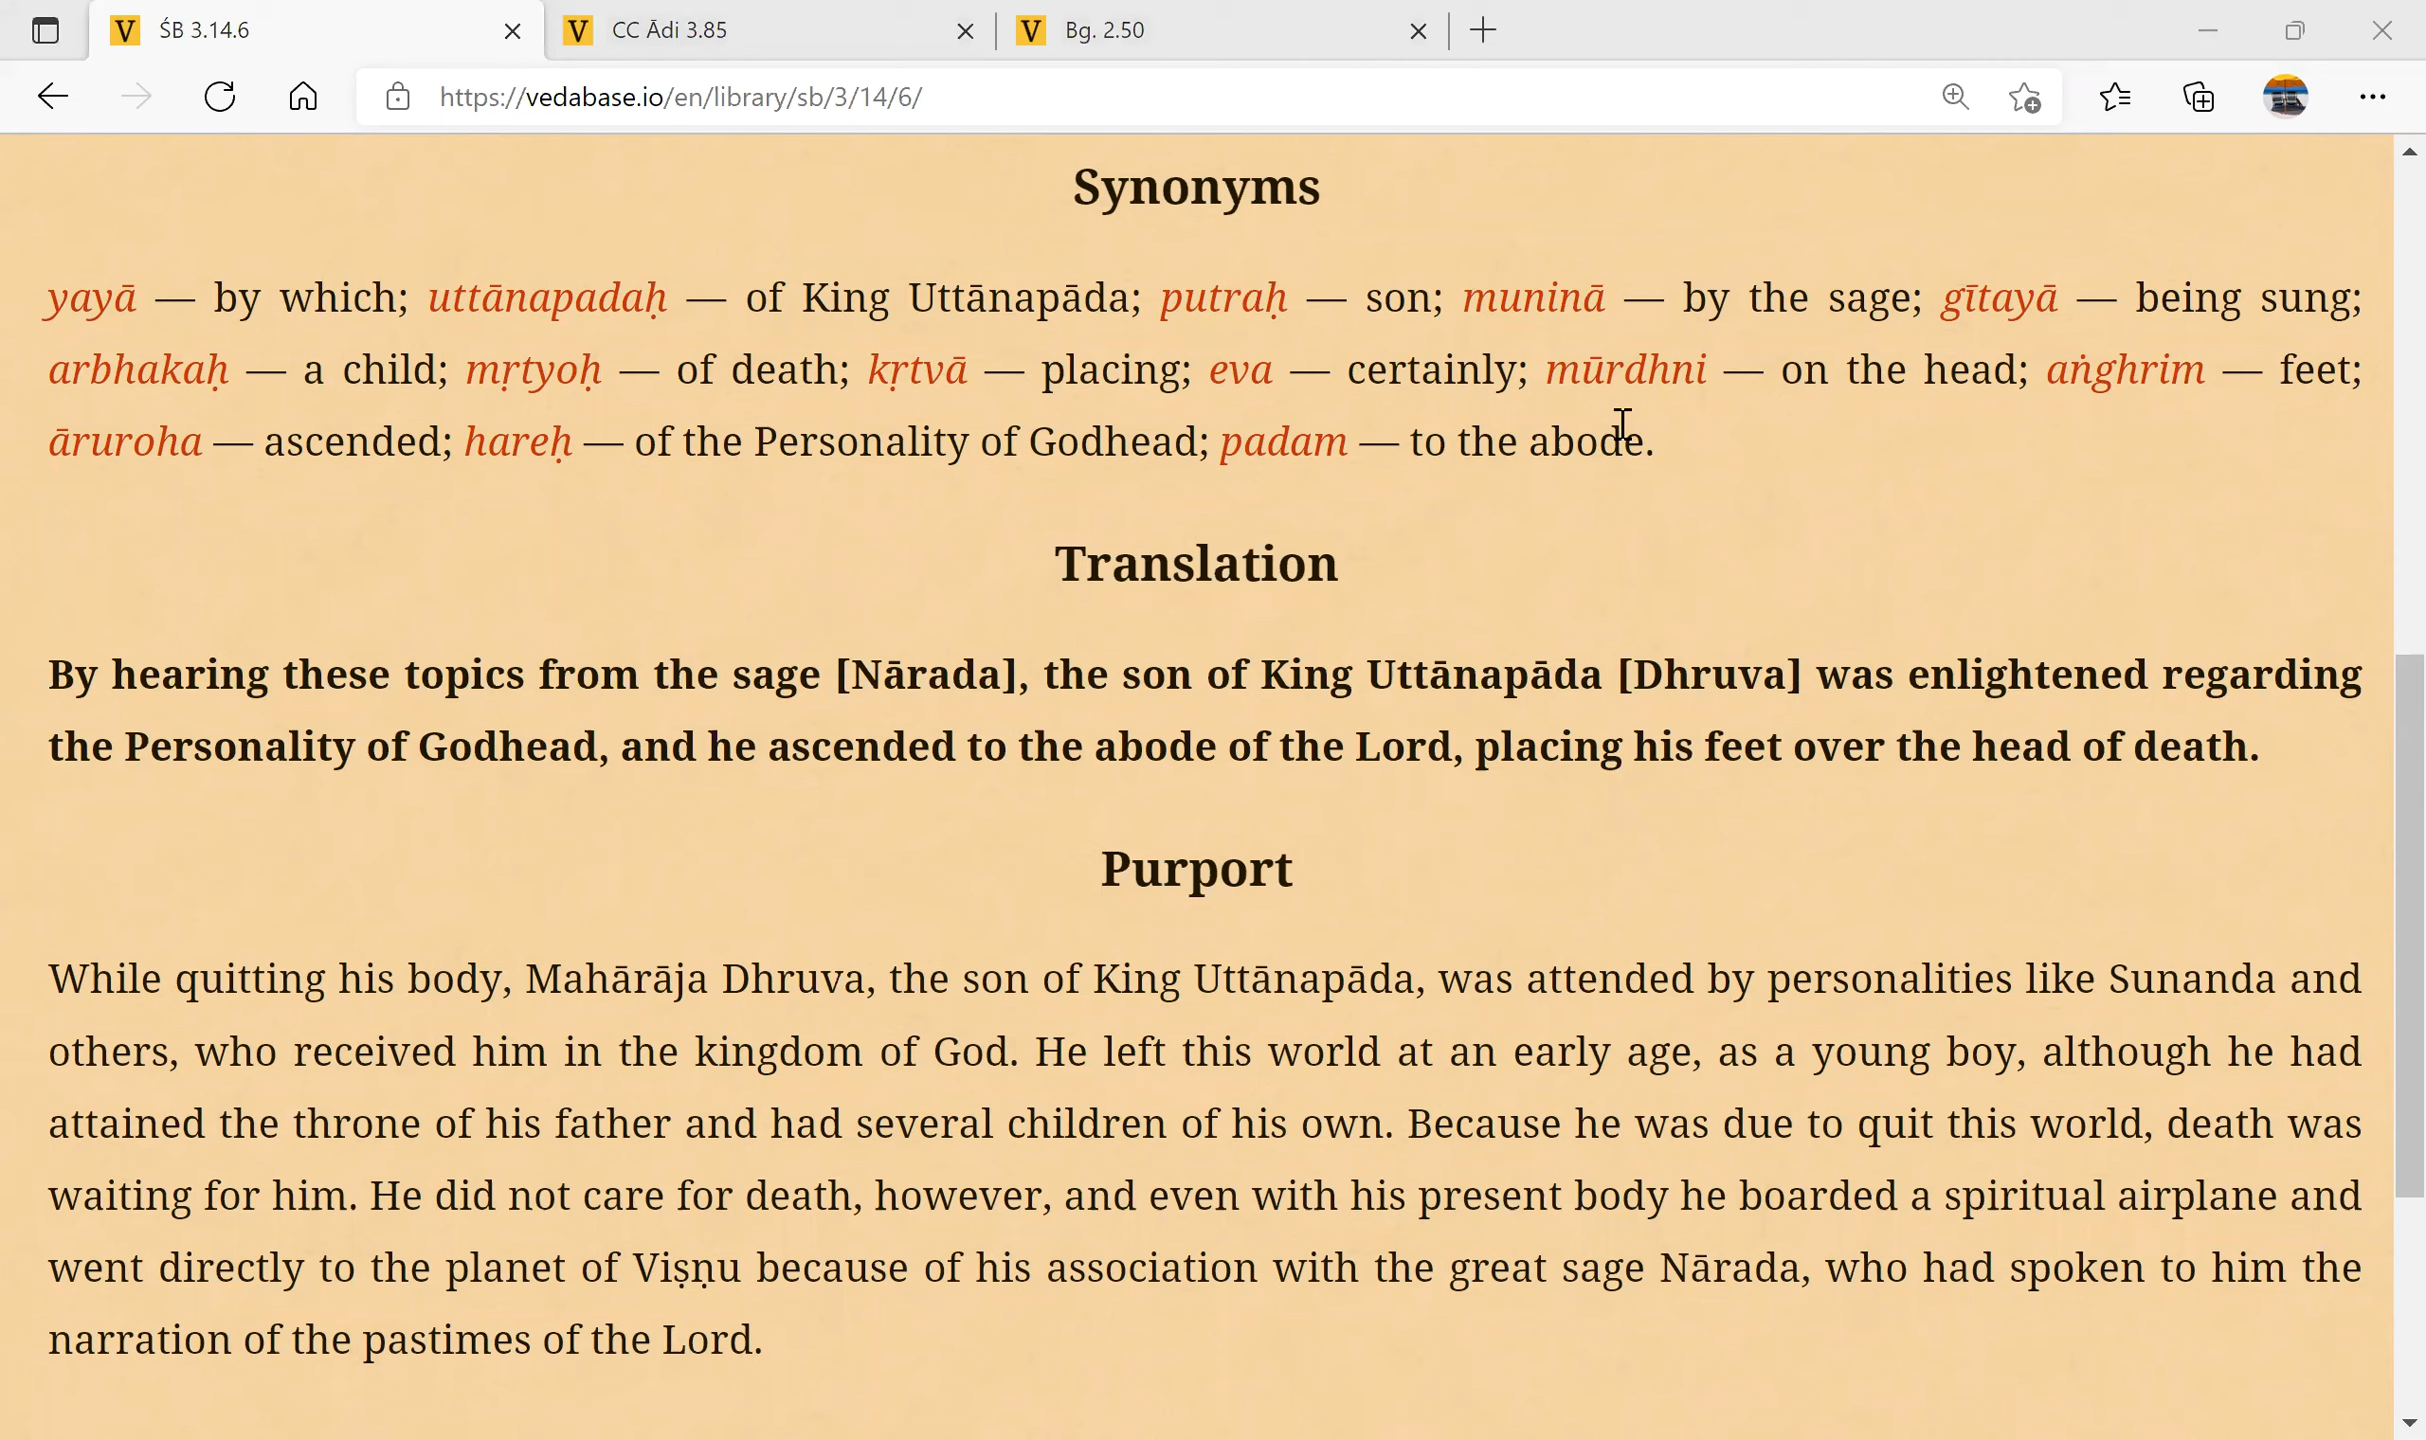 V ŚB 3.14.6 V CC Ādi 3.85 V Bg. 2.50
https://vedabase.io/en/library/sb/3/14/6/
Synonyms
yayā — by which; uttānapadaḥ — of King Uttānapāda; putraḥ — son; muninā — by the sage; gītayā — being sung;
arbhakaḥ — a child; mṛtyoḥ — of death; kṛtvā — placing; eva — certainly; mūrdhni — on the head; aṅghrim — feet;
āruroha — ascended; hareḥ — of the Personality of Godhead; padam — to the abode.
Translation
By hearing these topics from the sage [Nārada], the son of King Uttānapāda [Dhruva] was enlightened regarding
the Personality of Godhead, and he ascended to the abode of the Lord, placing his feet over the head of death.
Purport
While quitting his body, Mahārāja Dhruva, the son of King Uttānapāda, was attended by personalities like Sunanda and
others, who received him in the kingdom of God. He left this world at an early age, as a young boy, although he had
attained the throne of his father and had several children of his own. Because he was due to quit this world, death was
waiting for him. He did not care for death, however, and even with his present body he boarded a spiritual airplane and
went directly to the planet of Viṣṇu because of his association with the great sage Nārada, who had spoken to him the
narration of the pastimes of the Lord.